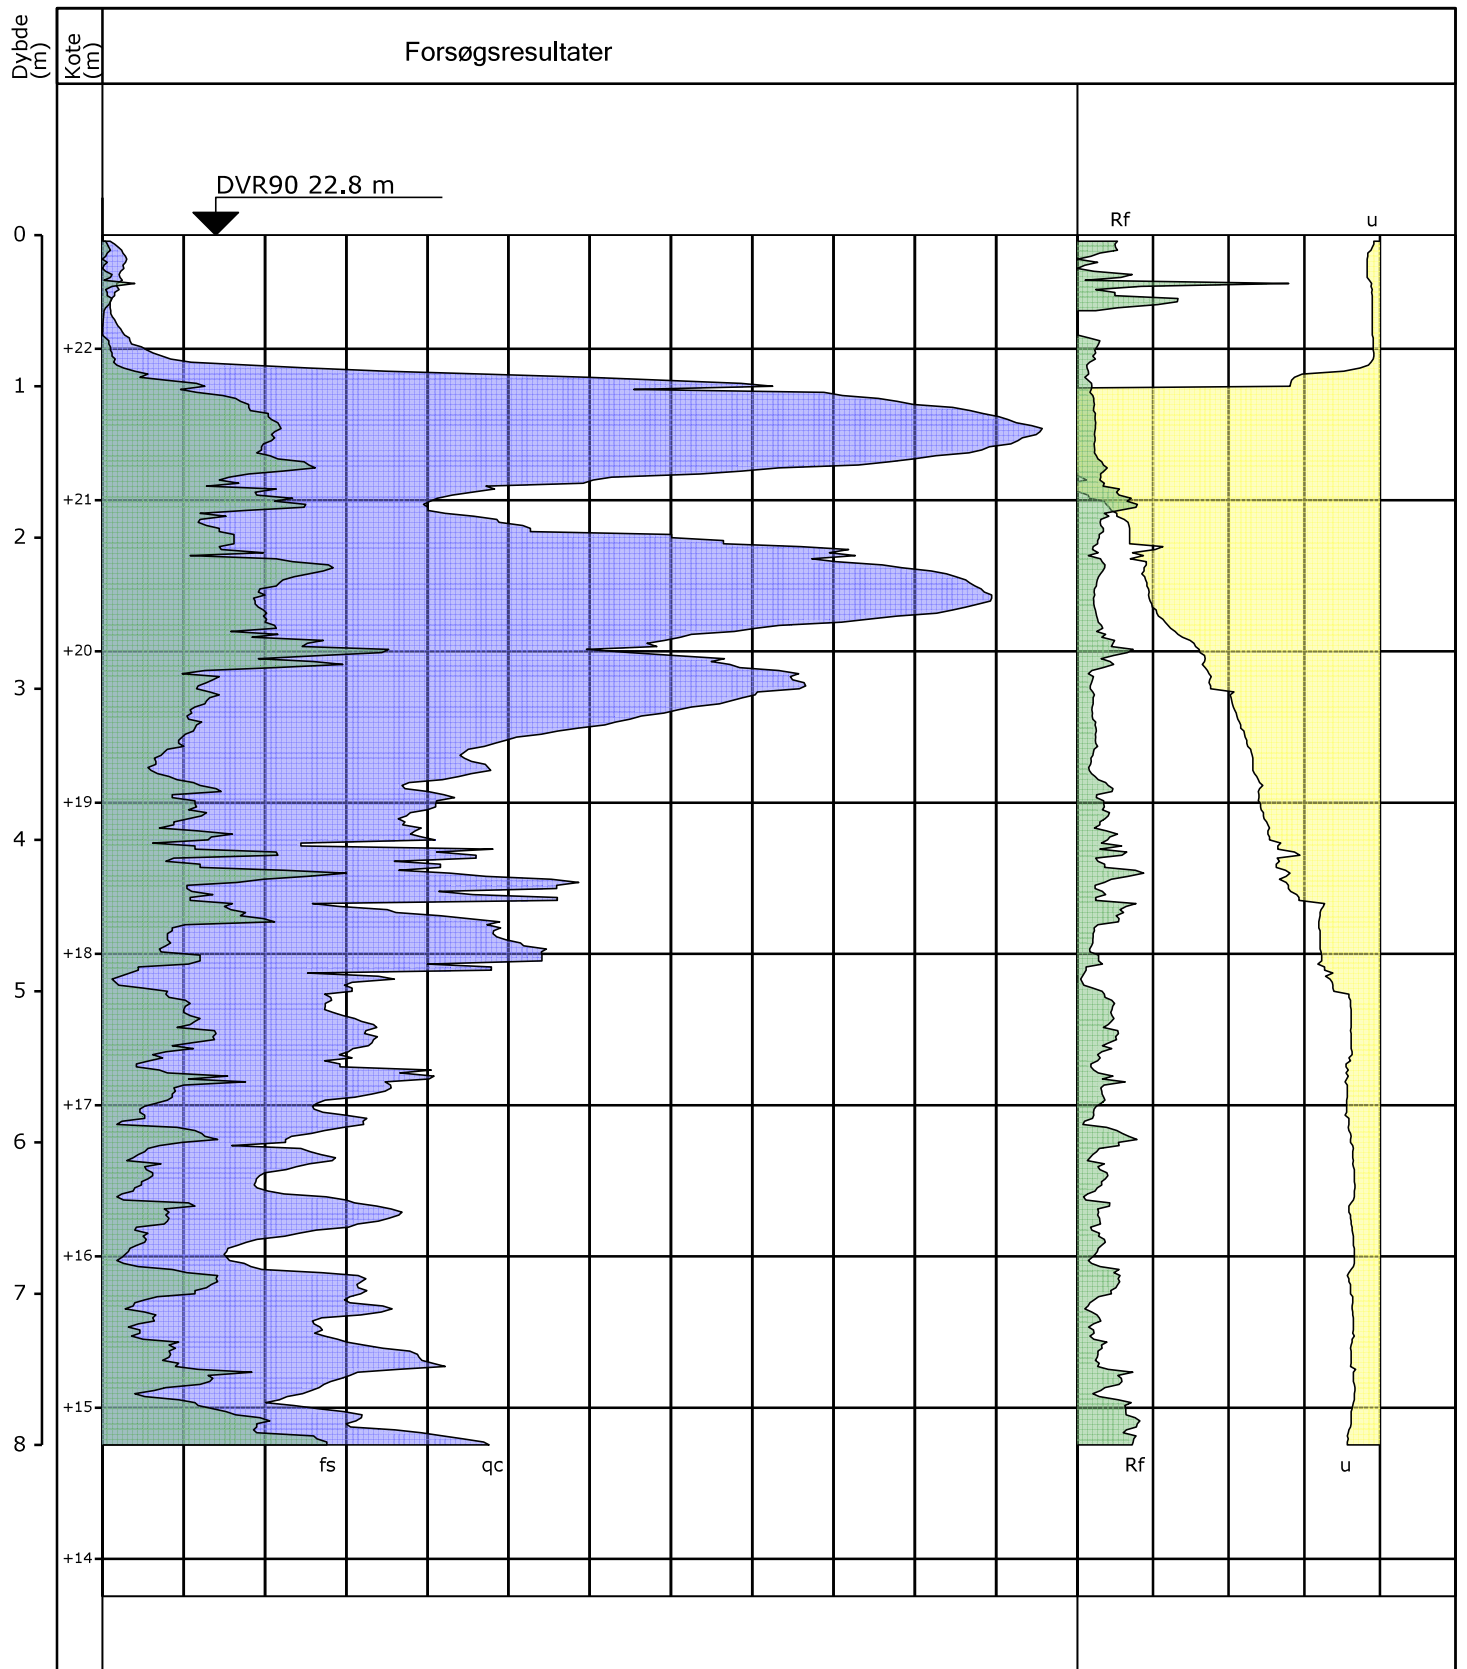 Dybde
(m)
Kote
(m)
Forsøgsresultater
DVR90 22.8 m
Rf
u
0
+22
1
+21
2
+20
3
+19
4
+18
5
+17
6
+16
7
+15
8
fs
qc
Rf
u
+14